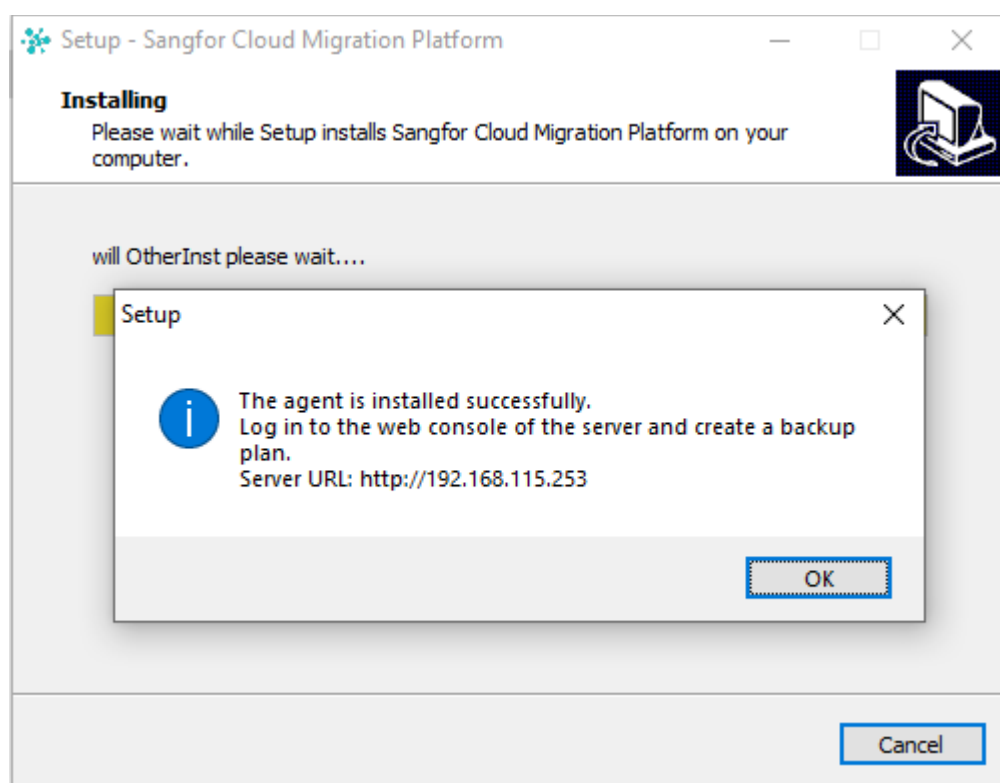 Setup - Sangfor Cloud Migration Platform
Installing
Please wait while Setup installs Sangfor Cloud Migration Platform on your
computer.
will OtherInst please wait....
Setup
The agent is installed successfully.
Log in to the web console of the server and create a backup
plan.
Server URL: http://192.168.115.253
OK
Cancel